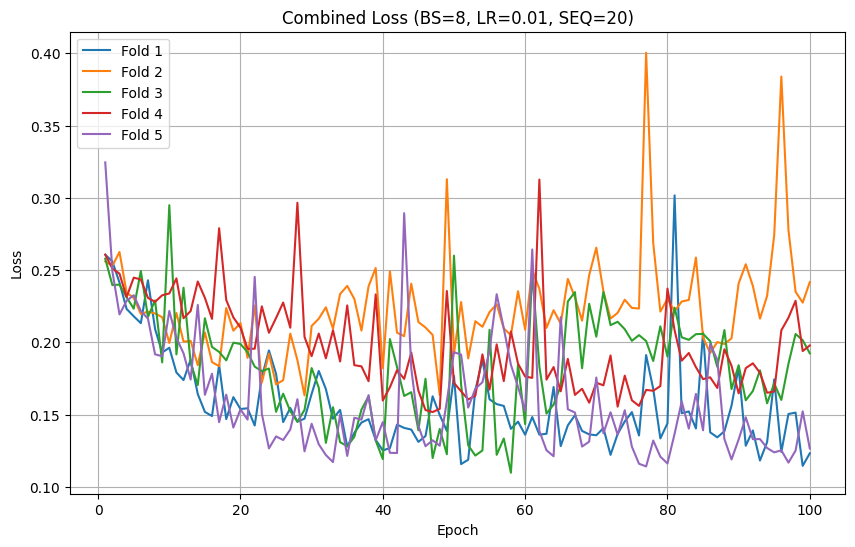 Combined Loss (BS=8, LR=0.01, SEQ=20)
Fold 1
Fold 2
Fold 3
Fold 4
Fold 5
Loss
0.40
0.35
0.30
0.25
0.20
0.15
0.10
0 20 40 60 80 100
Epoch